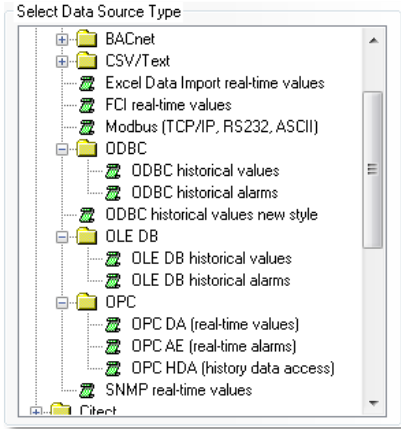 Select Data Source Type
BACnet
CSV/Text
Excel Data Import real-time values
FCI real-time values
Modbus (TCP/IP, RS232, ASCII)
ODBC
ODBC historical values
ODBC historical alarms
ODBC historical values new style
OLE DB
OLE DB historical values
OLE DB historical alarms
OPC
OPC DA (real-time values)
OPC AE (real-time alarms)
OPC HDA (history data access)
SNMP real-time values
Citect